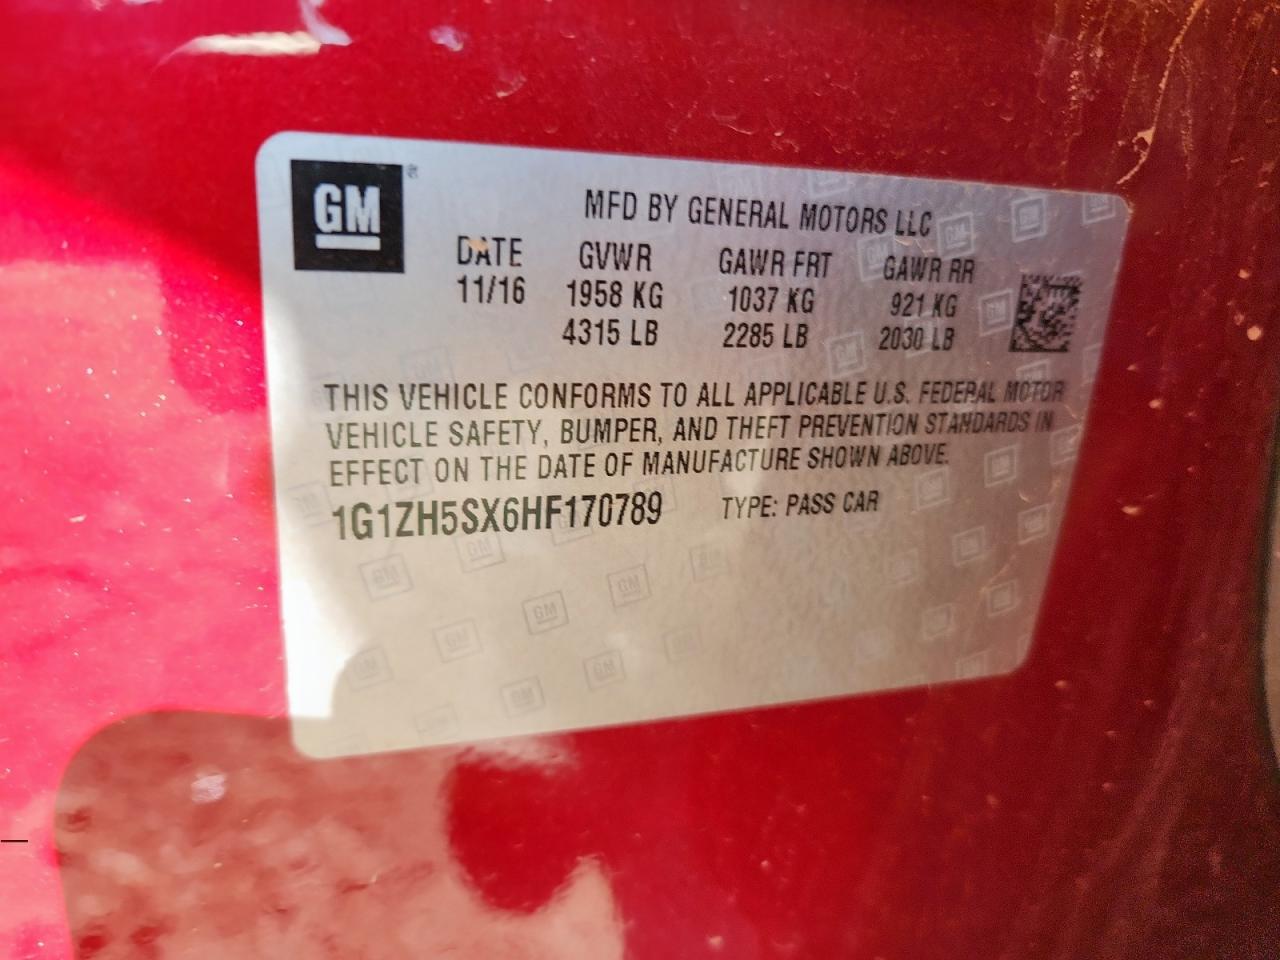 GM
MFD BY GENERAL MOTORS LLC
DATE GVWR GAWR FRT GAWR RR
11/16 1958 KG 1037 KG 921 KG
4315 LB 2285 LB 2030 LB
THIS VEHICLE CONFORMS TO ALL APPLICABLE U.S. FEDERAL MOTOR
VEHICLE SAFETY, BUMPER, AND THEFT PREVENTION STANDARDS IN
EFFECT ON THE DATE OF MANUFACTURE SHOWN ABOVE.
1G1ZH5SX6HF170789 TYPE: PASS CAR